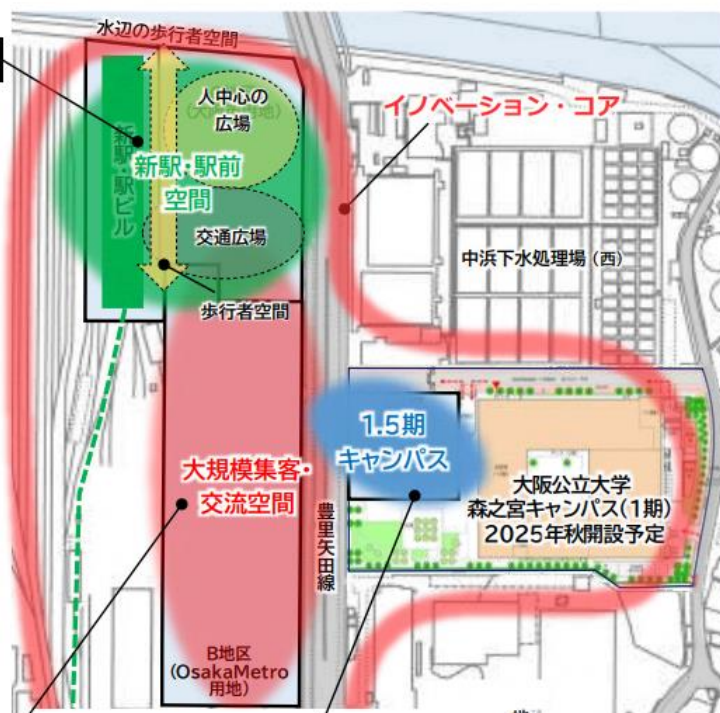 水辺の歩行者空間
人中心の
広場
新駅・駅ビル
新駅・駅前
空間
交通広場
歩行者空間
イノベーション・コア
中浜下水処理場(西)
1.5期
キャンパス
大規模集客・
交流空間
豊里矢田線
大阪公立大学
森之宮キャンパス(1期)
2025年秋開設予定
B地区
(OsakaMetro
用地)